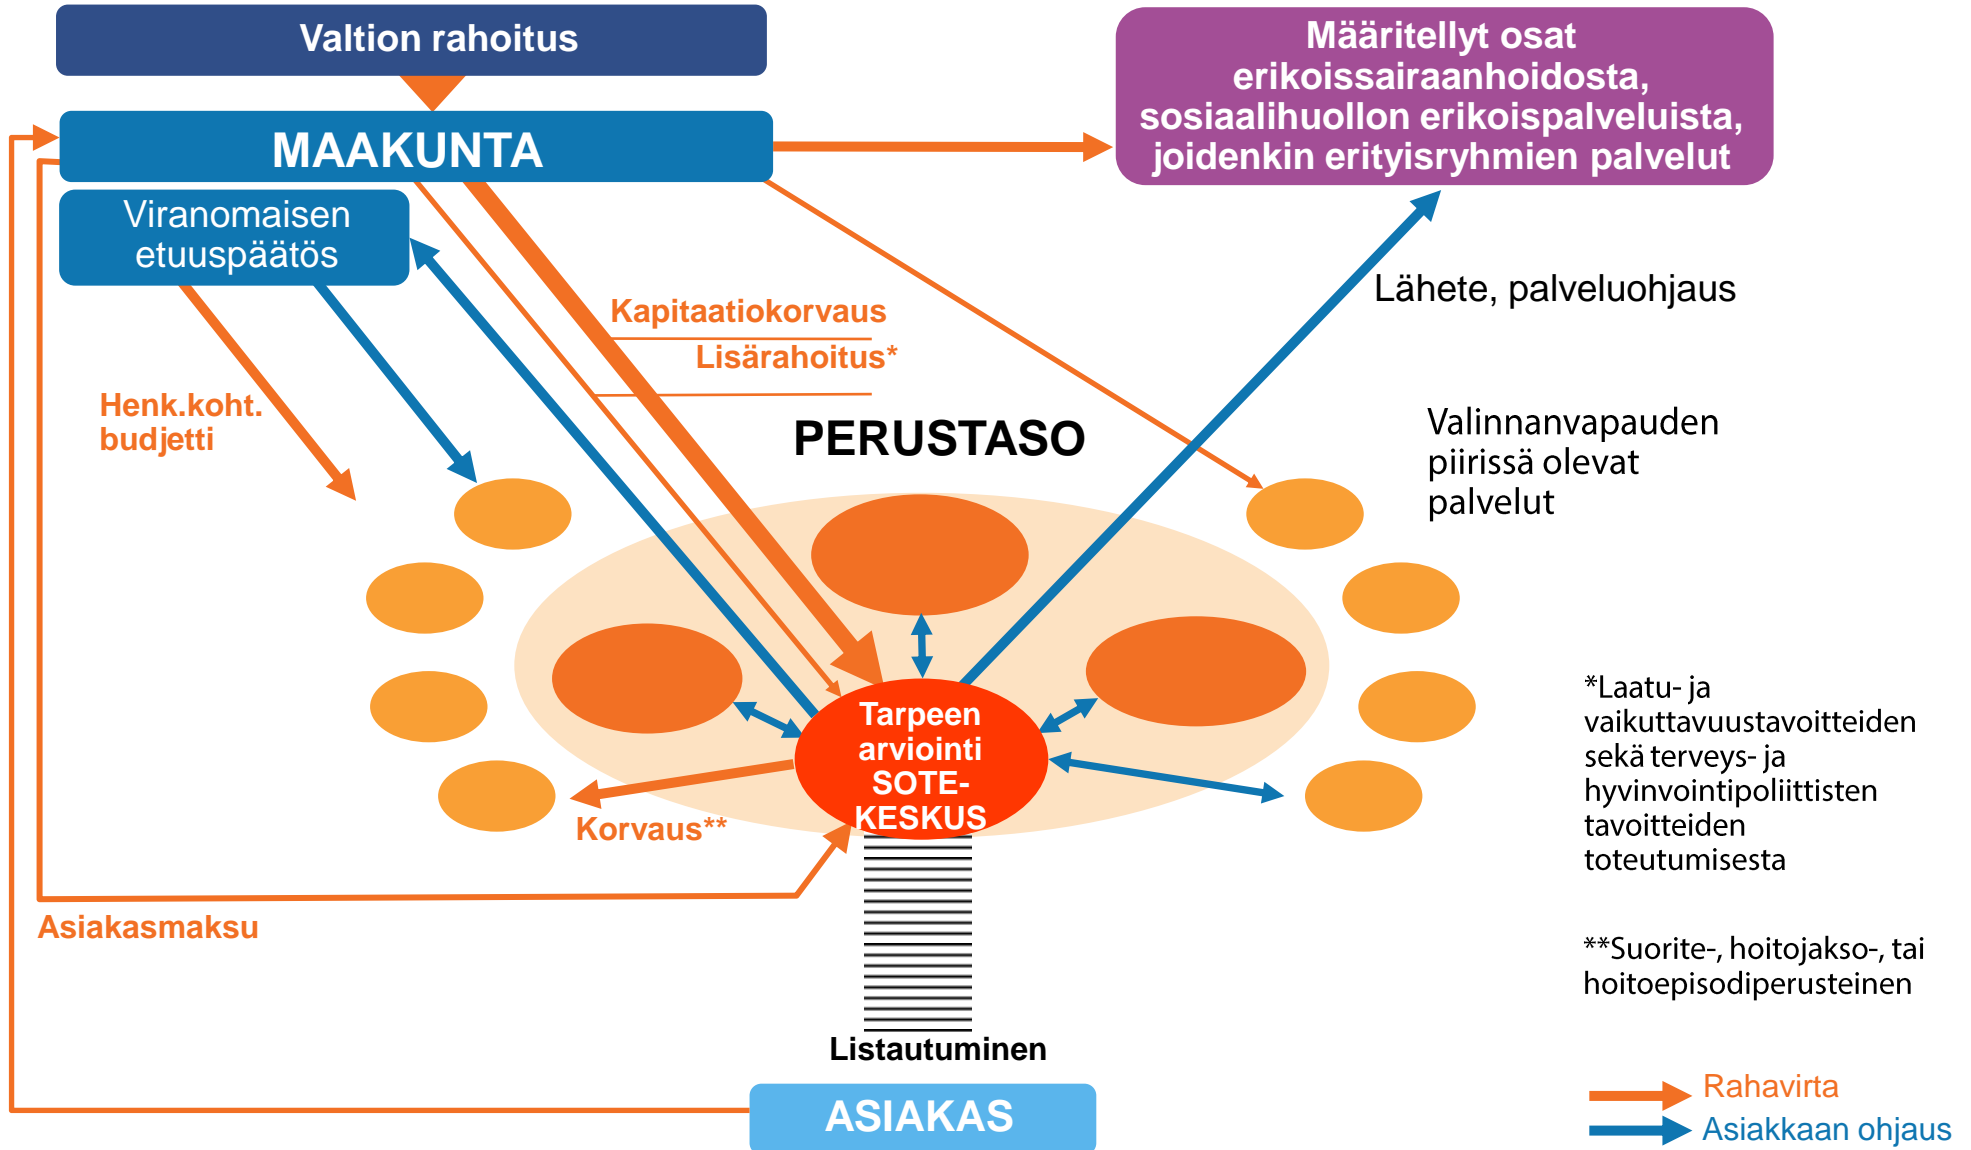 Valtion rahoitus
Määritellyt osat
erikoissairaanhoidosta,
sosiaalihuollon erikoispalveluista,
joidenkin erityisryhmien palvelut
MAAKUNTA
Viranomaisen
etuuspäätös
Lähete, palveluohjaus
Kapitaatiokorvaus
Lisärahoitus*
Henk.koht.
budjetti
PERUSTASO
Valinnanvapauden
piirissä olevat
palvelut
Tarpeen
arviointi
SOTE-
KESKUS
Korvaus**
*Laatu- ja
vaikuttavuustavoitteiden
sekä terveys- ja
hyvinvointipoliittisten
tavoitteiden
toteutumisesta
Asiakasmaksu
**Suorite-, hoitojakso-, tai
hoitoepisodiperusteinen
Listautuminen
ASIAKAS
Rahavirta
Asiakkaan ohjaus